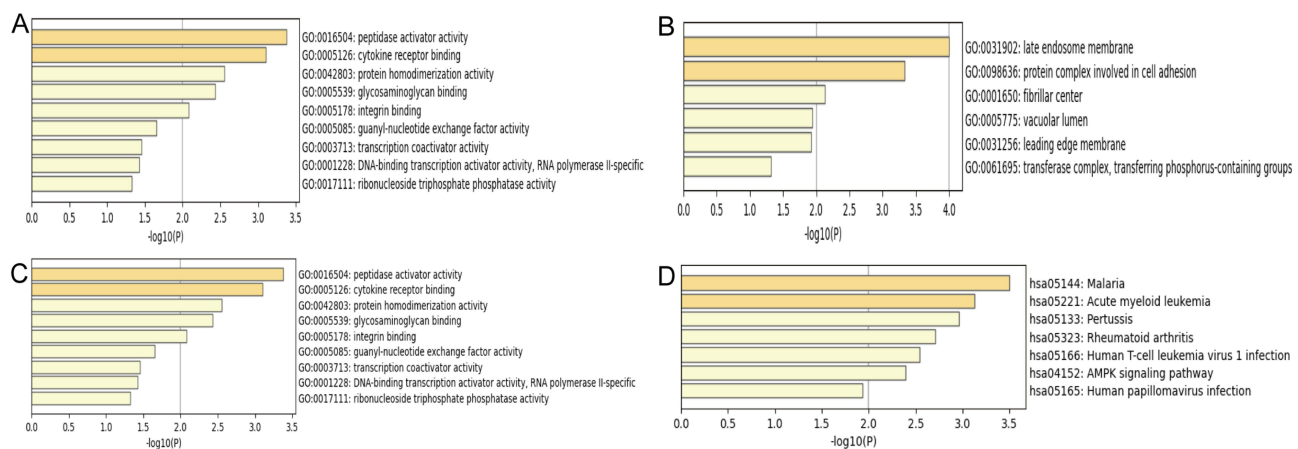 A
GO:0016504: peptidase activator activity
GO:0005126: cytokine receptor binding
GO:0042803: protein homodimerization activity
GO:0005539: glycosaminoglycan binding
GO:0005178: integrin binding
GO:0005085: guanyl-nucleotide exchange factor activity
GO:0003713: transcription coactivator activity
GO:0001228: DNA-binding transcription activator activity, RNA polymerase II-specific
GO:0017111: ribonucleoside triphosphate phosphatase activity
0.0 0.5 1.0 1.5 2.0 2.5 3.0 3.5
-log10(P)
B
GO:0031902: late endosome membrane
GO:0098636: protein complex involved in cell adhesion
GO:0001650: fibrillar center
GO:0005775: vacuolar lumen
GO:0031256: leading edge membrane
GO:0061695: transferase complex, transferring phosphorus-containing groups
0.0 0.5 1.0 1.5 2.0 2.5 3.0 3.5 4.0
-log10(P)
C
GO:0016504: peptidase activator activity
GO:0005126: cytokine receptor binding
GO:0042803: protein homodimerization activity
GO:0005539: glycosaminoglycan binding
GO:0005178: integrin binding
GO:0005085: guanyl-nucleotide exchange factor activity
GO:0003713: transcription coactivator activity
GO:0001228: DNA-binding transcription activator activity, RNA polymerase II-specific
GO:0017111: ribonucleoside triphosphate phosphatase activity
0.0 0.5 1.0 1.5 2.0 2.5 3.0 3.5
-log10(P)
D
hsa05144: Malaria
hsa05221: Acute myeloid leukemia
hsa05133: Pertussis
hsa05323: Rheumatoid arthritis
hsa05166: Human T-cell leukemia virus 1 infection
hsa04152: AMPK signaling pathway
hsa05165: Human papillomavirus infection
0.0 0.5 1.0 1.5 2.0 2.5 3.0 3.5
-log10(P)